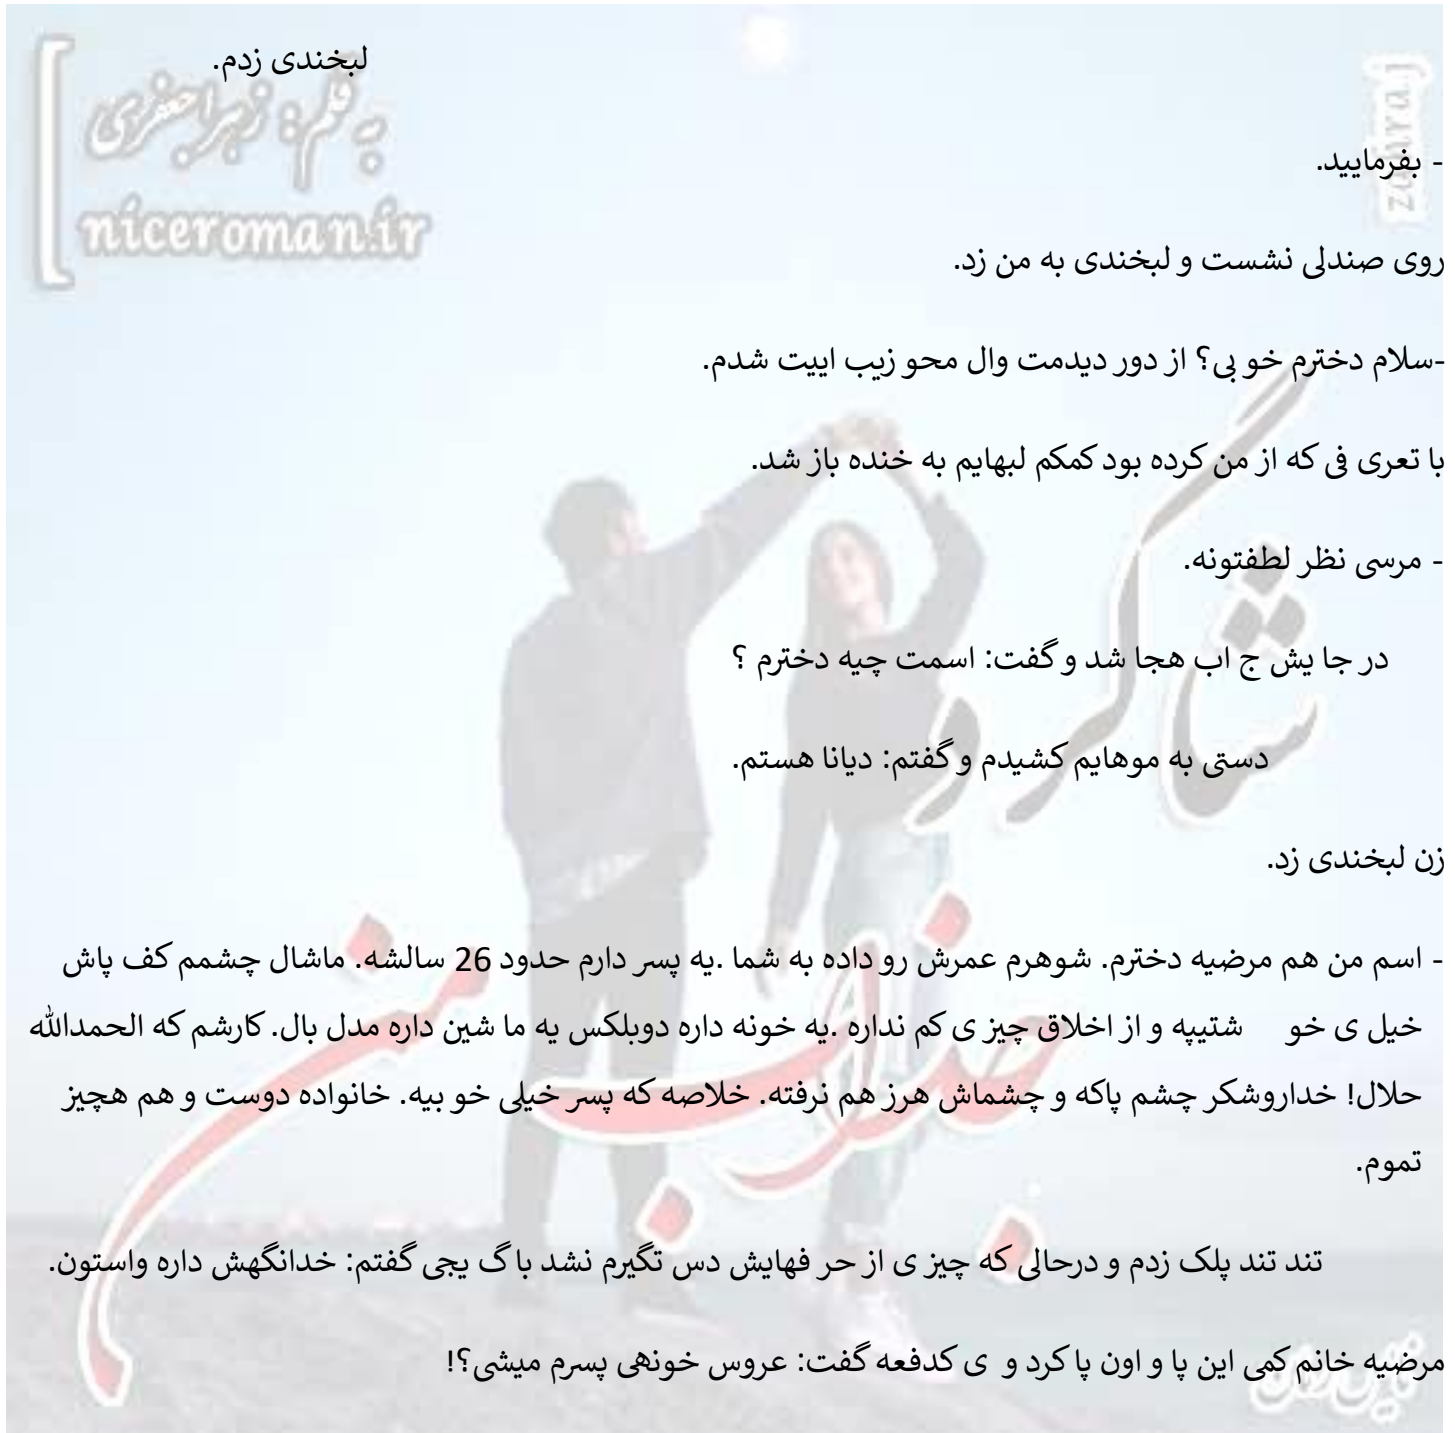 لبخندی زدم.
به قلم: زهرا جعفری
niceroman.ir
zahra.j
- بفرمایید.
روی صندلی نشست و لبخندی به من زد.
-سلام دخترم خو بی؟ از دور دیدمت وال محو زیب اییت شدم.
با تعری فی که از من کرده بود کمکم لبهایم به خنده باز شد.
- مرسی نظر لطفتونه.
در جا یش ج اب هجا شد و گفت: اسمت چیه دخترم ؟
دستی به موهایم کشیدم و گفتم: دیانا هستم.
شاگرد
زن لبخندی زد.
- اسم من هم مرضیه دخترم. شوهرم عمرش رو داده به شما .یه پسر دارم حدود 26 سالشه. ماشال چشمم کف پاش
خیل ی خو شتیپه و از اخلاق چیز ی کم نداره .یه خونه داره دوبلکس یه ما شین داره مدل بال. کارشم که الحمدالله
حلال! خداروشکر چشم پاکه و چشماش هرز هم نرفته. خلاصه که پسر خیلی خو بیه. خانواده دوست و هم هچیز
تموم.
جذاب من
تند تند پلک زدم و درحالی که چیز ی از حر فهایش دس تگیرم نشد با گ یجی گفتم: خدانگهش داره واستون.
مرضیه خانم کمی این پا و اون پا کرد و ی کدفعه گفت: عروس خونهی پسرم میشی؟!